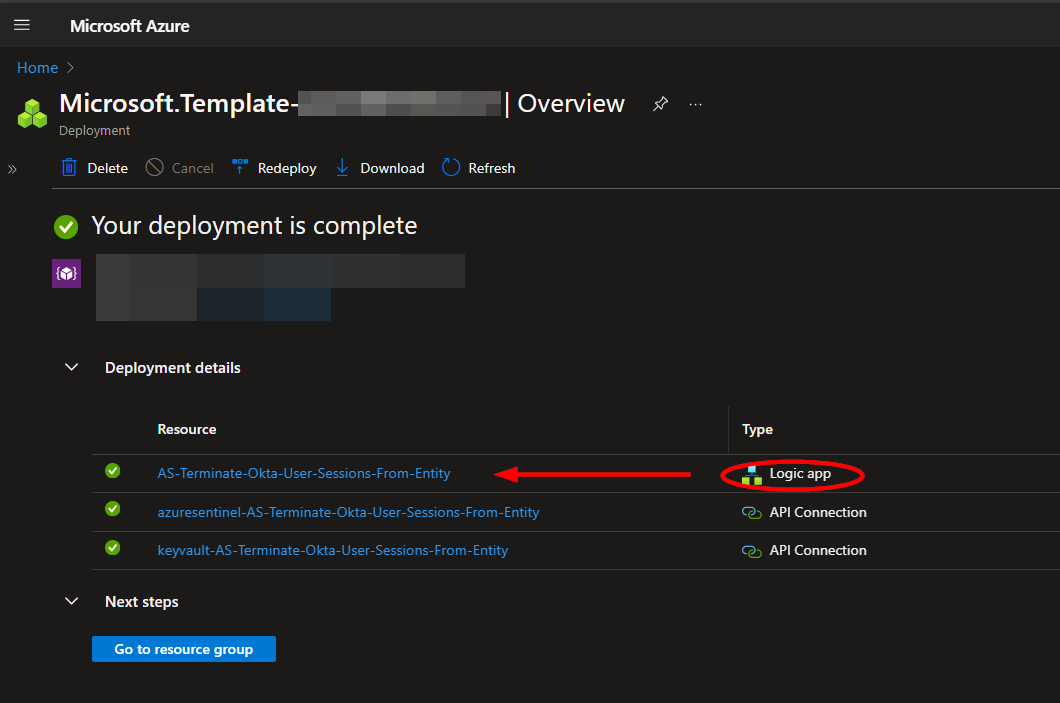 Microsoft Azure
Home
Microsoft.Template- | Overview
Deployment
Delete Cancel Redeploy Download Refresh
Your deployment is complete
Deployment details
Resource Type
AS-Terminate-Okta-User-Sessions-From-Entity Logic app
azuresentinel-AS-Terminate-Okta-User-Sessions-From-Entity API Connection
keyvault-AS-Terminate-Okta-User-Sessions-From-Entity API Connection
Next steps
Go to resource group